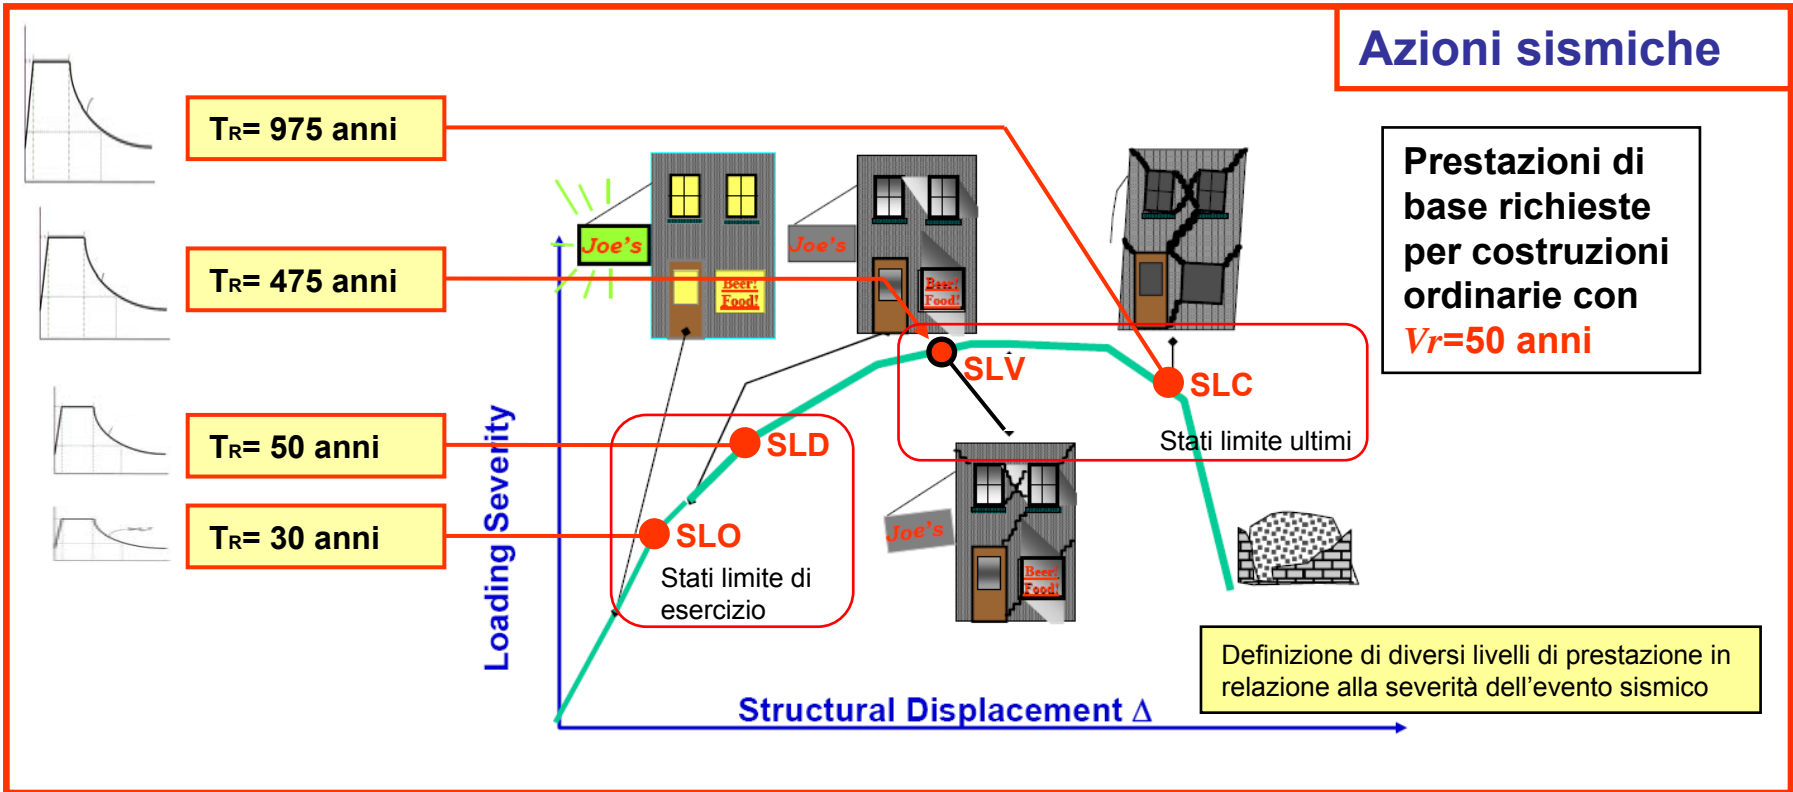 Azioni sismiche
TR= 975 anni
TR= 475 anni
TR= 50 anni
TR= 30 anni
Prestazioni di
base richieste
per costruzioni
ordinarie con
Vr=50 anni
Joe's
Beer!
Food!
Joe's
Beer!
Food!
SLV
SLC
Stati limite ultimi
SLD
SLO
Stati limite di
esercizio
Joe's
Beer!
Food!
Loading Severity
Structural Displacement Δ
Definizione di diversi livelli di prestazione in
relazione alla severità dell'evento sismico